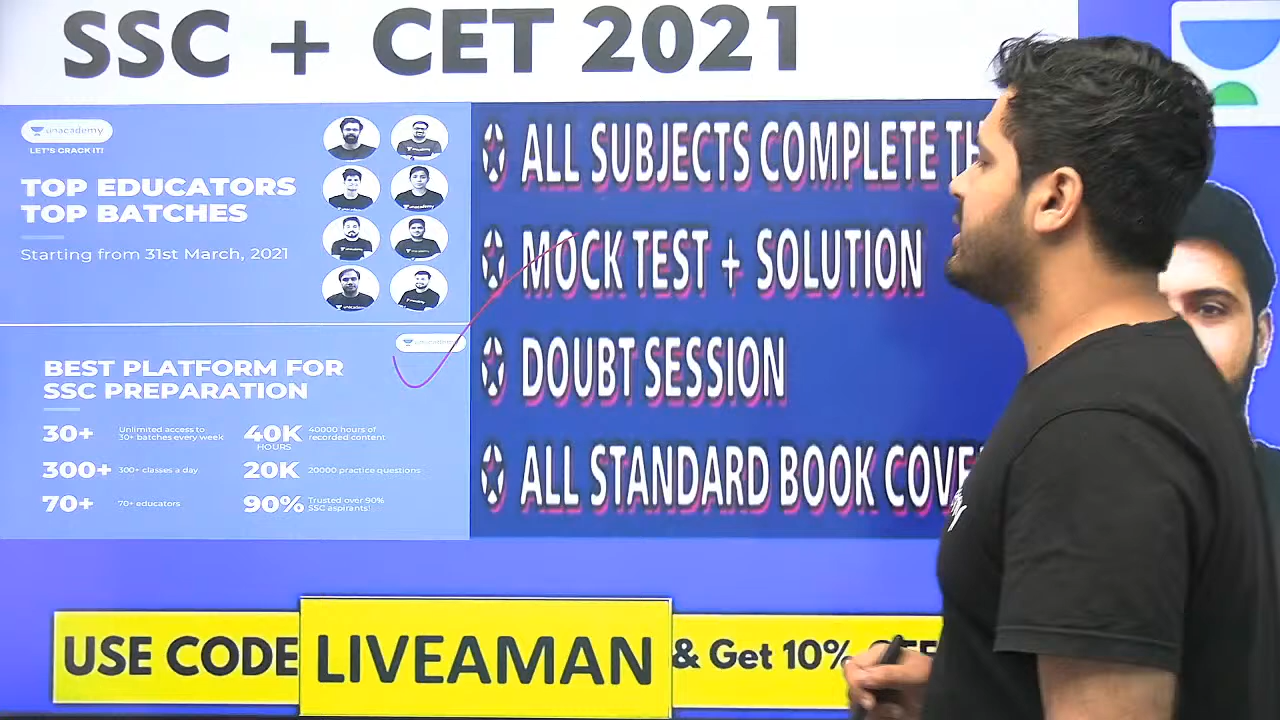 SSC + CET 2021
unacademy
LET'S CRACK IT!
TOP EDUCATORS
TOP BATCHES
Starting from 31st March, 2021
BEST PLATFORM FOR
SSC PREPARATION
30+ Unlimited access to
30+ batches every week
40K HOURS 40000 hours of
recorded content
300+ 300+ classes a day
20K 20000 practice questions
70+ 70+ educators
90% Trusted over 90%
SSC aspirants!
ALL SUBJECTS COMPLETE
MOCK TEST + SOLUTION
DOUBT SESSION
ALL STANDARD BOOK
USE CODE LIVEAMAN & Get 10%